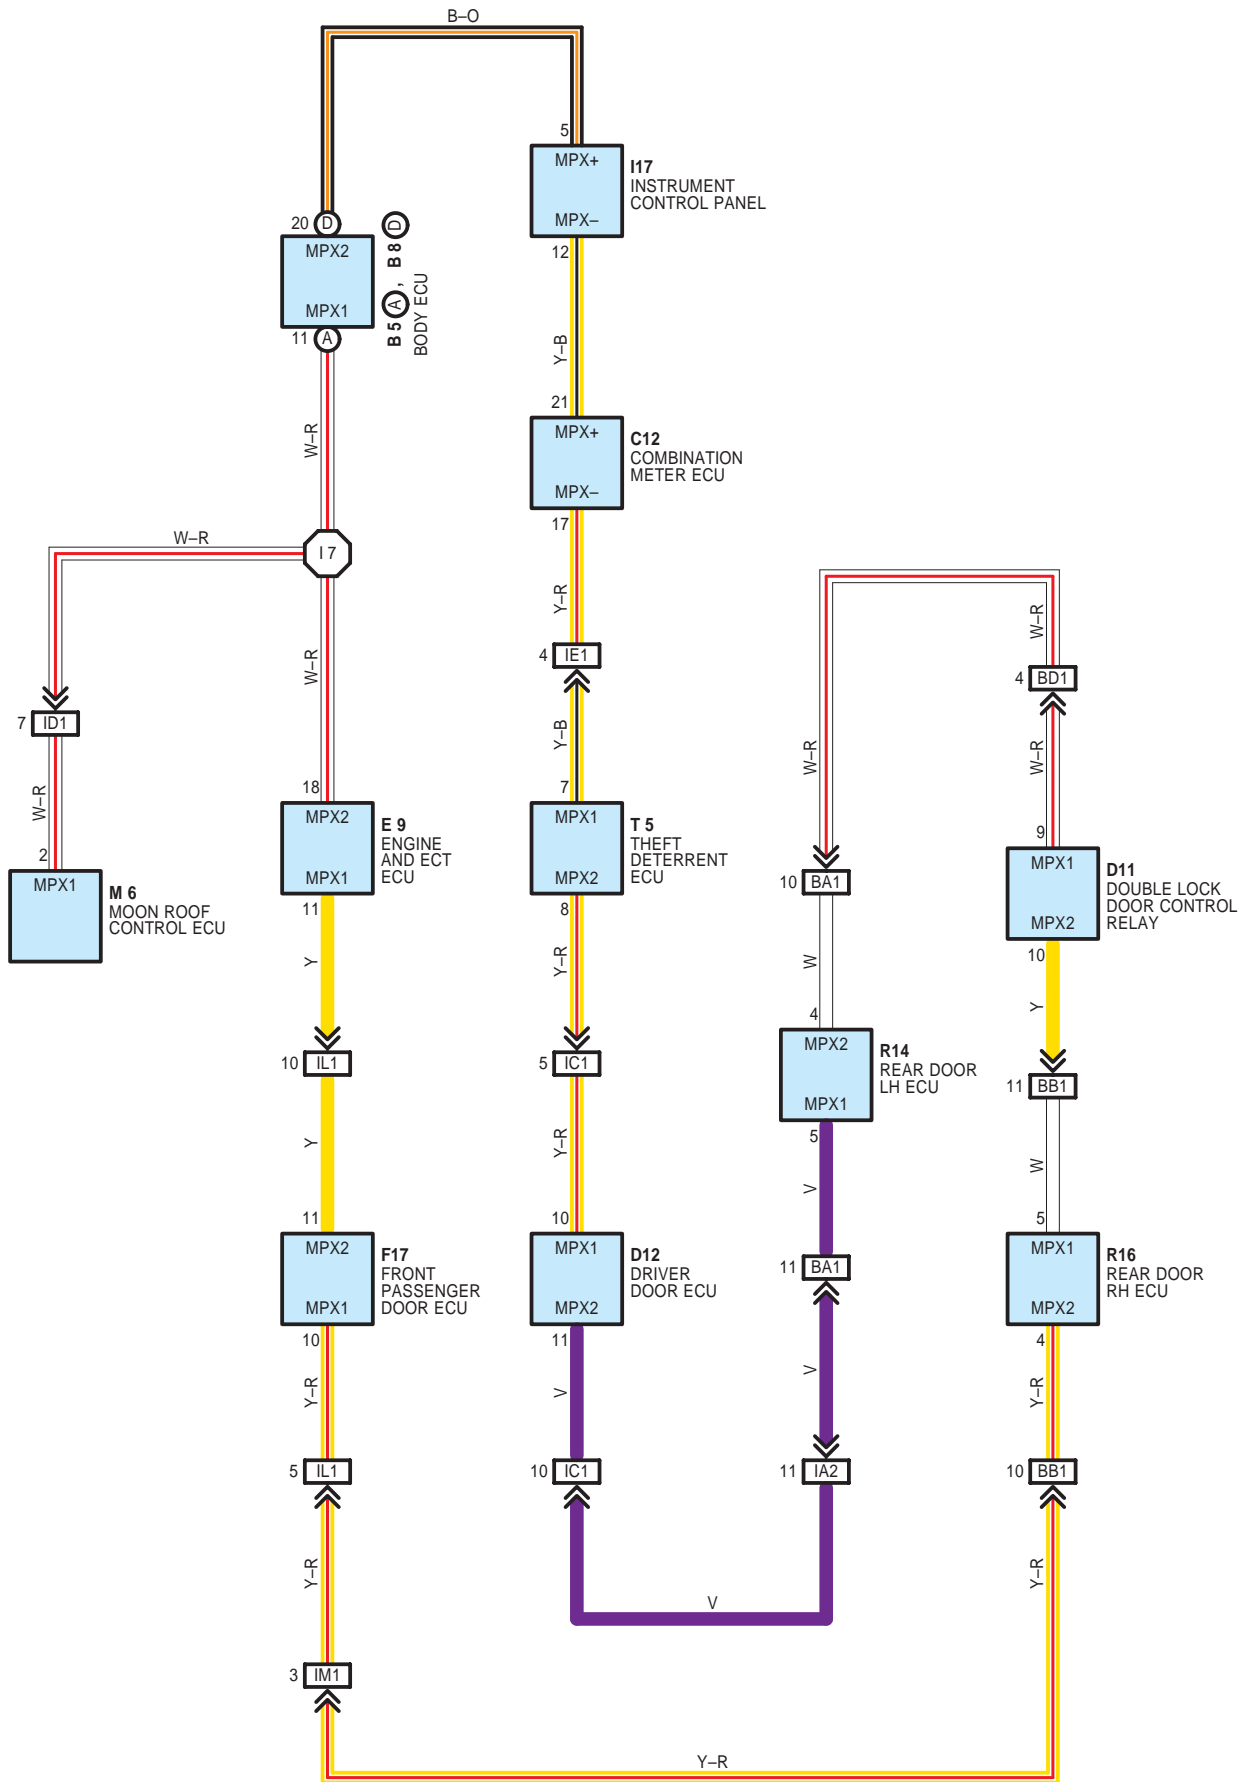 B–O
5
MPX+
MPX–
I17
INSTRUMENT
CONTROL PANEL
12
20 D
MPX2
MPX1
11 A
B 5 A , B 8 D
BODY ECU
Y–B
W–R
21
MPX+
MPX–
C12
COMBINATION
METER ECU
17
W–R
I 7
Y–R
W–R
4 IE1
W–R
4 BD1
7 ID1
Y–B
W–R
W–R
W–R
18
MPX2
MPX1
E 9
ENGINE
AND ECT
ECU
11
7
MPX1
MPX2
T 5
THEFT
DETERRENT
ECU
8
2
MPX1
M 6
MOON ROOF
CONTROL ECU
10 BA1
9
MPX1
MPX2
D11
DOUBLE LOCK
DOOR CONTROL
RELAY
10
Y
Y–R
W
Y
10 IL1
5 IC1
4
MPX2
MPX1
R14
REAR DOOR
LH ECU
5
11 BB1
Y
Y–R
V
W
11
MPX2
MPX1
F17
FRONT
PASSENGER
DOOR ECU
10
10
MPX1
MPX2
D12
DRIVER
DOOR ECU
11
11 BA1
5
MPX1
MPX2
R16
REAR DOOR
RH ECU
4
Y–R
V
V
Y–R
5 IL1
10 IC1
11 IA2
10 BB1
Y–R
V
Y–R
3 IM1
Y–R